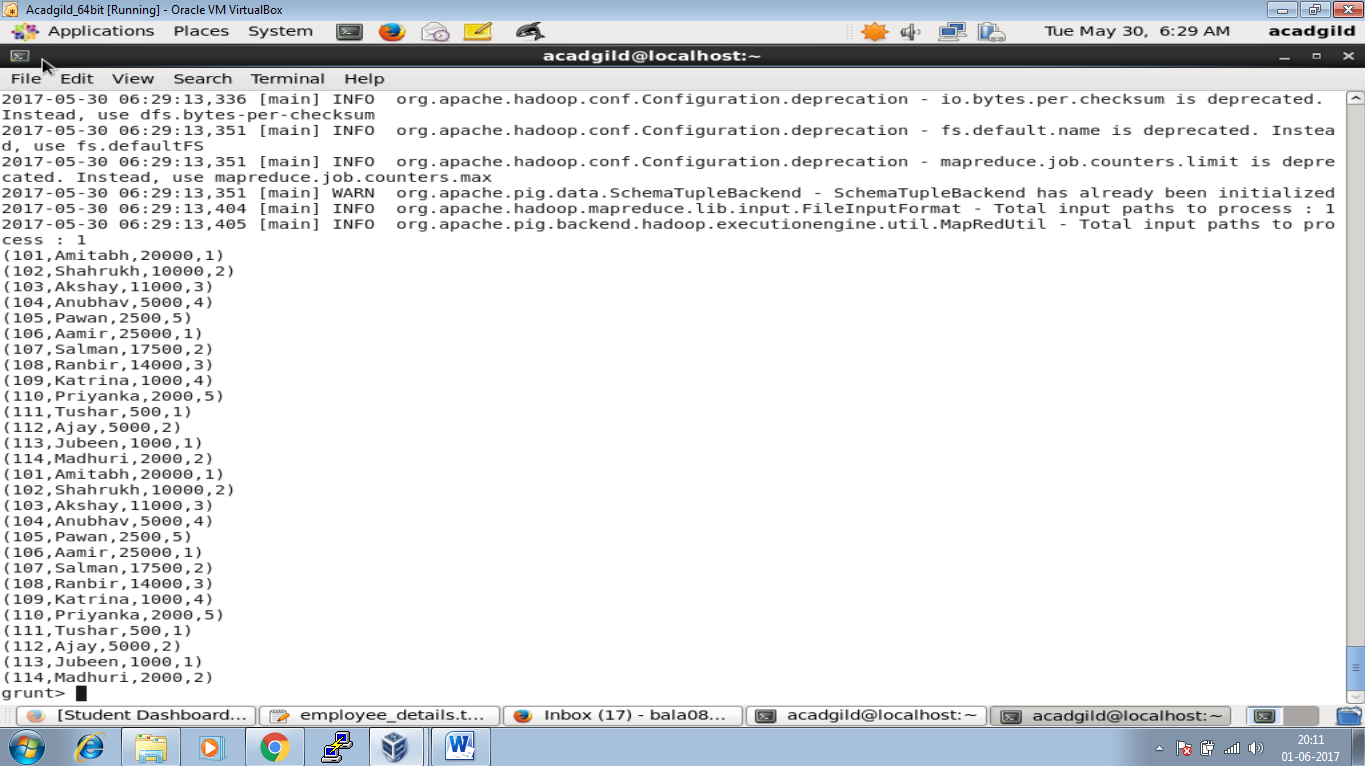 Acadgild_64bit [Running] - Oracle VM VirtualBox
Applications Places System Tue May 30, 6:29 AM acadgild
acadgild@localhost:~
File Edit View Search Terminal Help
2017-05-30 06:29:13,336 [main] INFO  org.apache.hadoop.conf.Configuration.deprecation - io.bytes.per.checksum is deprecated.
Instead, use dfs.bytes-per-checksum
2017-05-30 06:29:13,351 [main] INFO  org.apache.hadoop.conf.Configuration.deprecation - fs.default.name is deprecated. Instea
d, use fs.defaultFS
2017-05-30 06:29:13,351 [main] INFO  org.apache.hadoop.conf.Configuration.deprecation - mapreduce.job.counters.limit is depre
cated. Instead, use mapreduce.job.counters.max
2017-05-30 06:29:13,351 [main] WARN  org.apache.pig.data.SchemaTupleBackend - SchemaTupleBackend has already been initialized
2017-05-30 06:29:13,404 [main] INFO  org.apache.hadoop.mapreduce.lib.input.FileInputFormat - Total input paths to process : 1
2017-05-30 06:29:13,405 [main] INFO  org.apache.pig.backend.hadoop.executionengine.util.MapRedUtil - Total input paths to pro
cess : 1
(101,Amitabh,20000,1)
(102,Shahrukh,10000,2)
(103,Akshay,11000,3)
(104,Anubhav,5000,4)
(105,Pawan,2500,5)
(106,Aamir,25000,1)
(107,Salman,17500,2)
(108,Ranbir,14000,3)
(109,Katrina,1000,4)
(110,Priyanka,2000,5)
(111,Tushar,500,1)
(112,Ajay,5000,2)
(113,Jubeen,1000,1)
(114,Madhuri,2000,2)
(101,Amitabh,20000,1)
(102,Shahrukh,10000,2)
(103,Akshay,11000,3)
(104,Anubhav,5000,4)
(105,Pawan,2500,5)
(106,Aamir,25000,1)
(107,Salman,17500,2)
(108,Ranbir,14000,3)
(109,Katrina,1000,4)
(110,Priyanka,2000,5)
(111,Tushar,500,1)
(112,Ajay,5000,2)
(113,Jubeen,1000,1)
(114,Madhuri,2000,2)
grunt>
[Student Dashboard... employee_details.t... Inbox (17) - bala08... acadgild@localhost:~ acadgild@localhost:~
W
20:11
01-06-2017